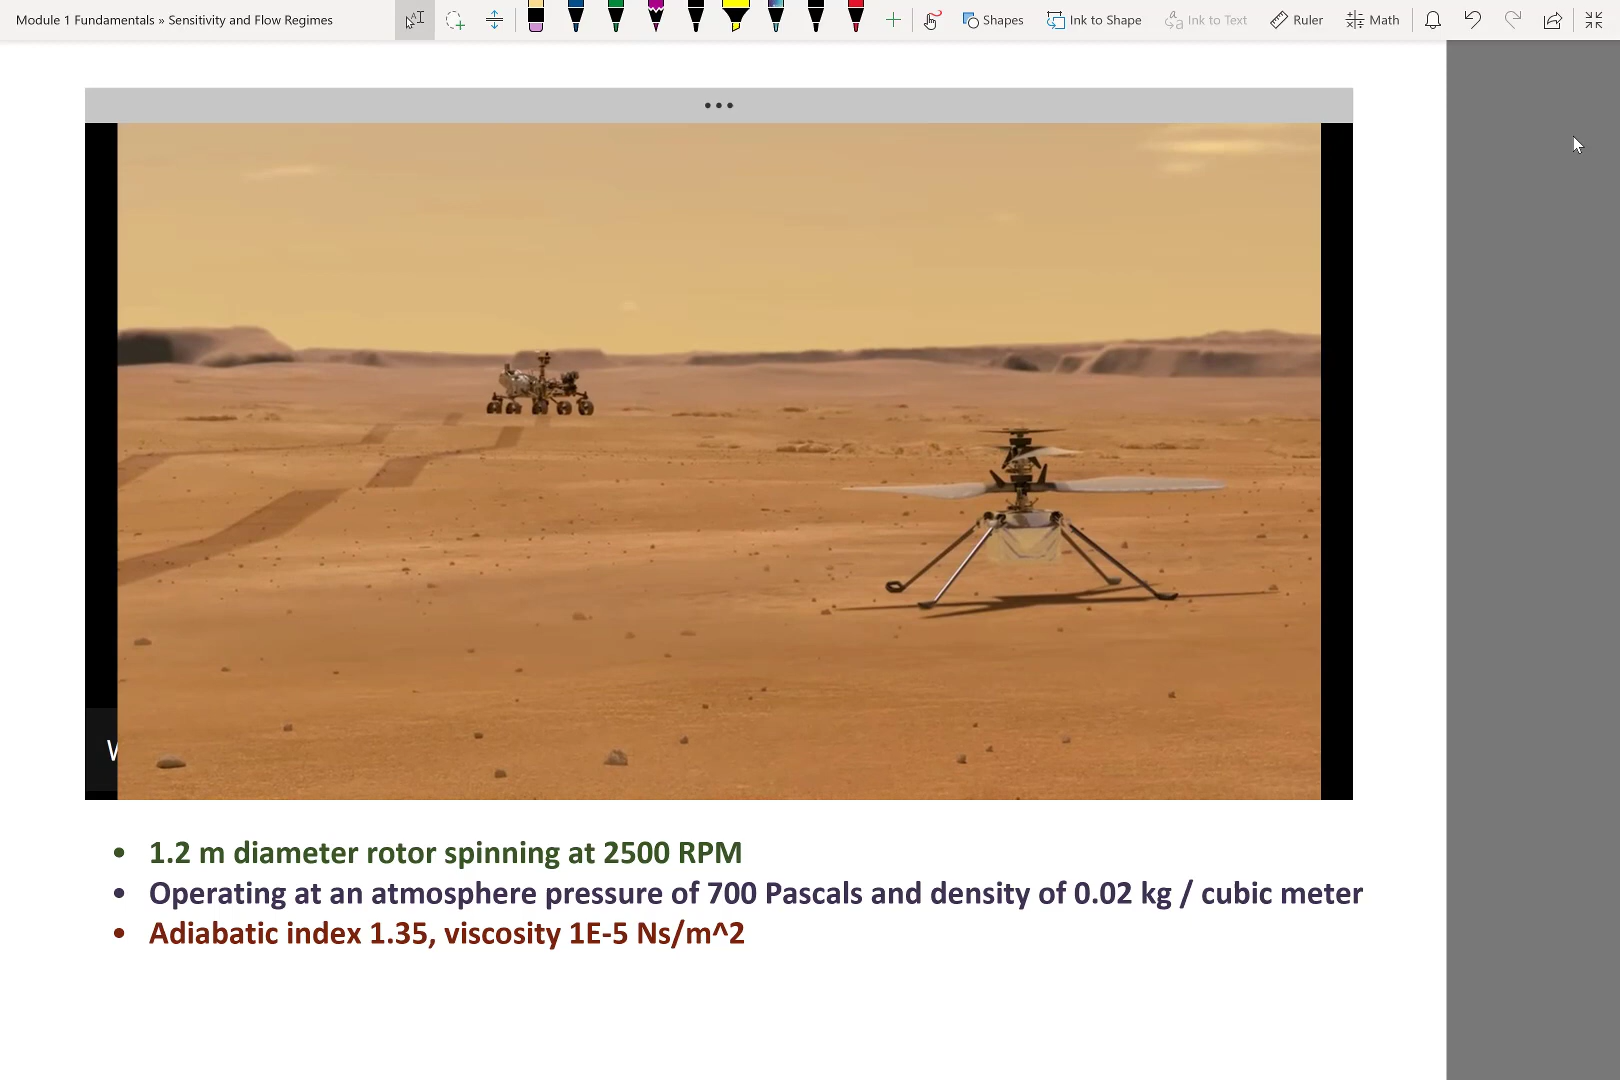 Module 1 Fundamentals » Sensitivity and Flow Regimes
Shapes
Ink to Shape
Ink to Text
Ruler
Math
W
• 1.2 m diameter rotor spinning at 2500 RPM
• Operating at an atmosphere pressure of 700 Pascals and density of 0.02 kg / cubic meter
• Adiabatic index 1.35, viscosity 1E-5 Ns/m^2